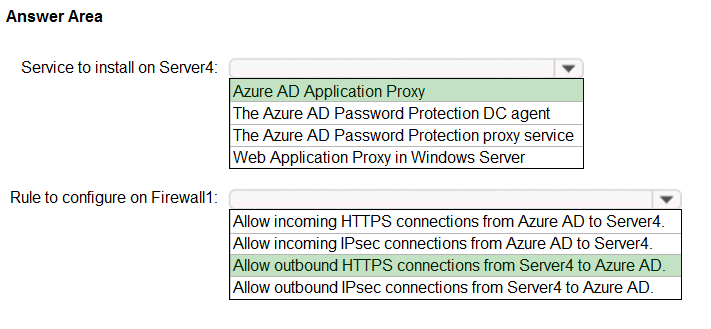 Answer Area
Service to install on Server4:
Azure AD Application Proxy
The Azure AD Password Protection DC agent
The Azure AD Password Protection proxy service
Web Application Proxy in Windows Server
Rule to configure on Firewall1:
Allow incoming HTTPS connections from Azure AD to Server4.
Allow incoming IPsec connections from Azure AD to Server4.
Allow outbound HTTPS connections from Server4 to Azure AD.
Allow outbound IPsec connections from Server4 to Azure AD.